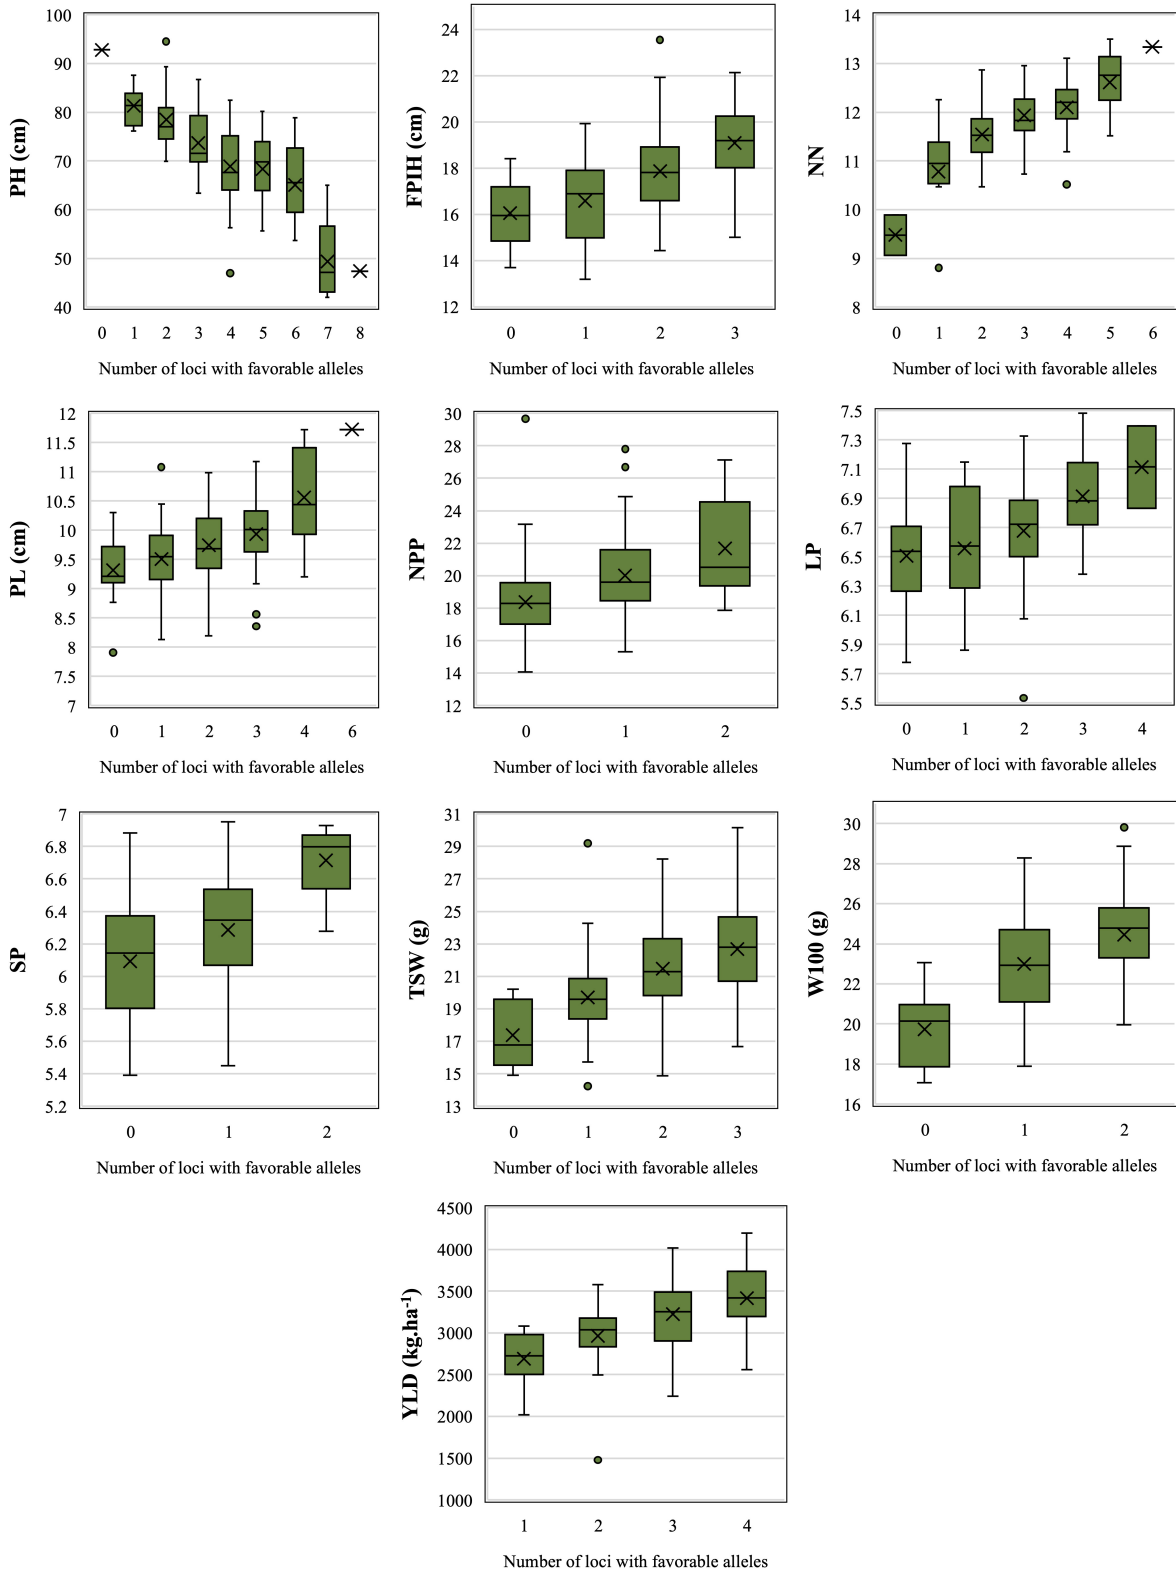 PH (cm)
100
90
80
70
60
50
40
0 1 2 3 4 5 6 7 8
Number of loci with favorable alleles
FPIH (cm)
24
22
20
18
16
14
12
0 1 2 3
Number of loci with favorable alleles
NN
14
13
12
11
10
9
8
0 1 2 3 4 5 6
Number of loci with favorable alleles
PL (cm)
12
11.5
11
10.5
10
9.5
9
8.5
8
7.5
7
0 1 2 3 4 6
Number of loci with favorable alleles
NPP
30
28
26
24
22
20
18
16
14
12
0 1 2
Number of loci with favorable alleles
LP
7.5
7.3
7.1
6.9
6.7
6.5
6.3
6.1
5.9
5.7
5.5
0 1 2 3 4
Number of loci with favorable alleles
SP
7
6.8
6.6
6.4
6.2
6
5.8
5.6
5.4
5.2
0 1 2
Number of loci with favorable alleles
TSW (g)
31
29
27
25
23
21
19
17
15
13
0 1 2 3
Number of loci with favorable alleles
W100 (g)
30
28
26
24
22
20
18
16
0 1 2
Number of loci with favorable alleles
YLD (kg.ha⁻¹)
4500
4000
3500
3000
2500
2000
1500
1000
1 2 3 4
Number of loci with favorable alleles